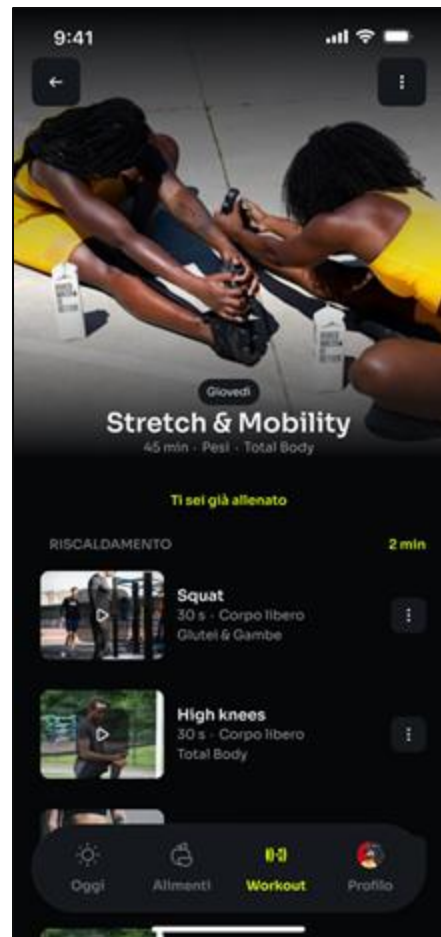 9:41
Giovedì
Stretch & Mobility
45 min · Pesi · Total Body
Ti sei già allenato
RISCALDAMENTO
2 min
Squat
30 s · Corpo libero
Glutei & Gambe
High knees
30 s · Corpo libero
Total Body
Oggi
Alimenti
Workout
Profilo